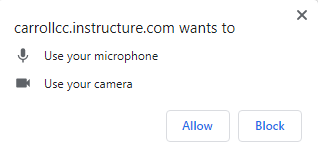 carrollcc.instructure.com wants to
Use your microphone
Use your camera
Allow Block